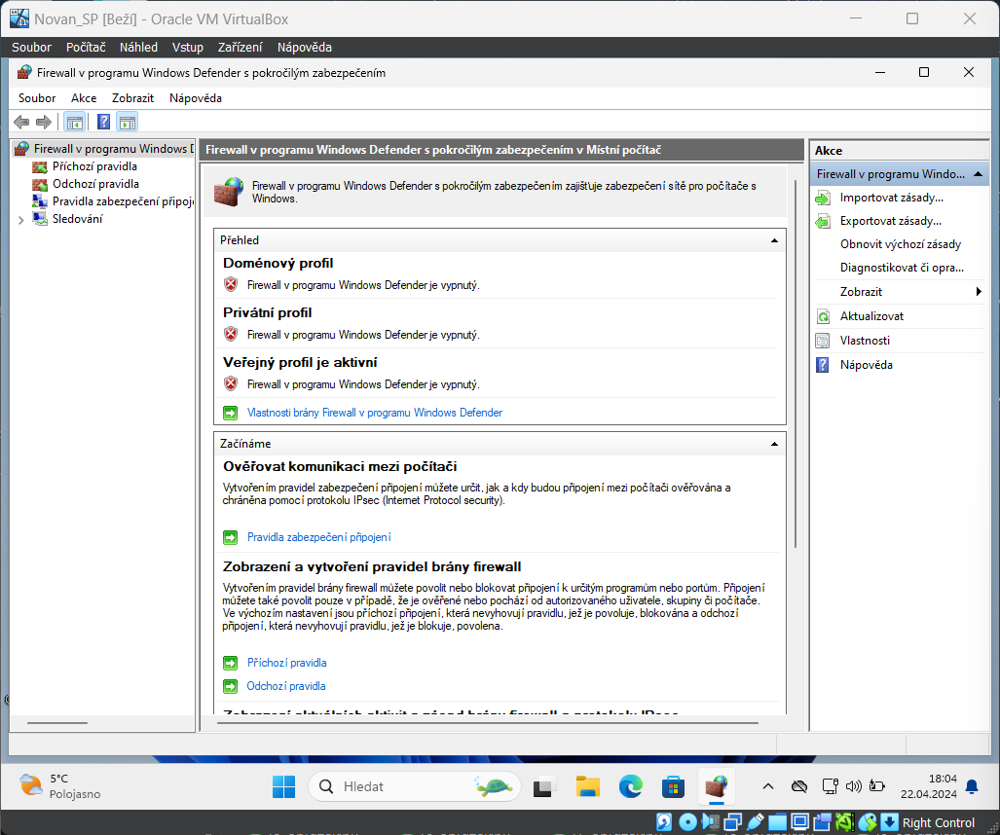 Novan_SP [Beží] - Oracle VM VirtualBox
Soubor Počítač Náhled Vstup Zařízení Nápověda
Firewall v programu Windows Defender s pokročilým zabezpečením
Soubor Akce Zobrazit Nápověda
Firewall v programu Windows D
Příchozí pravidla
Odchozí pravidla
Pravidla zabezpečení připoje
Sledování
Firewall v programu Windows Defender s pokročilým zabezpečením v Místní počítač
Firewall v programu Windows Defender s pokročilým zabezpečením zajišťuje zabezpečení sítě pro počítače s
Windows.
Přehled
Doménový profil
Firewall v programu Windows Defender je vypnutý.
Privátní profil
Firewall v programu Windows Defender je vypnutý.
Veřejný profil je aktivní
Firewall v programu Windows Defender je vypnutý.
Vlastnosti brány Firewall v programu Windows Defender
Začínáme
Ověřovat komunikaci mezi počítači
Vytvořením pravidel zabezpečení připojení můžete určit, jak a kdy budou připojení mezi počítači ověřována a
chráněna pomocí protokolu IPsec (Internet Protocol security).
Pravidla zabezpečení připojení
Zobrazení a vytvoření pravidel brány firewall
Vytvořením pravidel brány firewall můžete povolit nebo blokovat připojení k určitým programům nebo portům. Připojení
můžete také povolit pouze v případě, že je ověřené nebo pochází od autorizovaného uživatele, skupiny či počítače.
Ve výchozím nastavení jsou příchozí připojení, která nevyhovují pravidlu, jež je povoluje, blokována a odchozí
připojení, která nevyhovují pravidlu, jež je blokuje, povolena.
Příchozí pravidla
Odchozí pravidla
Zobrazení aktuálních aktivit a zásad brány firewall a protokolu IPsec
Akce
Firewall v programu Windo...
Importovat zásady...
Exportovat zásady...
Obnovit výchozí zásady
Diagnostikovat či opra...
Zobrazit
Aktualizovat
Vlastnosti
Nápověda
5°C
Polojasno
Hledat
18:04
22.04.2024
Right Control